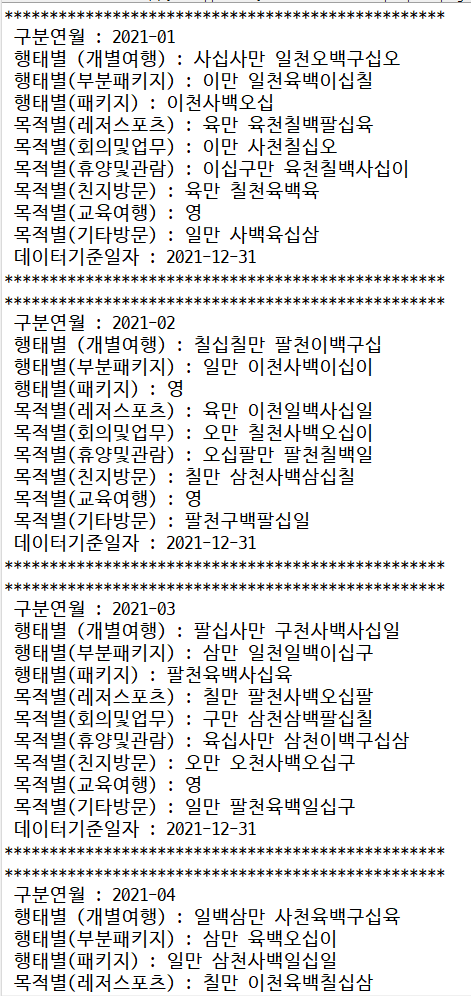 *************************************************
구분연월 : 2021-01
행태별 (개별여행) : 사십사만 일천오백구십오
행태별(부분패키지) : 이만 일천육백이십칠
행태별(패키지) : 이천사백오십
목적별(레저스포츠) : 육만 육천칠백팔십육
목적별(회의및업무) : 이만 사천칠십오
목적별(휴양및관람) : 이십구만 육천칠백사십이
목적별(친지방문) : 육만 칠천육백육
목적별(교육여행) : 영
목적별(기타방문) : 일만 사백육십삼
데이터기준일자 : 2021-12-31
*************************************************
*************************************************
구분연월 : 2021-02
행태별 (개별여행) : 칠십칠만 팔천이백구십
행태별(부분패키지) : 일만 이천사백이십이
행태별(패키지) : 영
목적별(레저스포츠) : 육만 이천일백사십일
목적별(회의및업무) : 오만 칠천사백오십이
목적별(휴양및관람) : 오십팔만 팔천칠백일
목적별(친지방문) : 칠만 삼천사백삼십칠
목적별(교육여행) : 영
목적별(기타방문) : 팔천구백팔십일
데이터기준일자 : 2021-12-31
*************************************************
*************************************************
구분연월 : 2021-03
행태별 (개별여행) : 팔십사만 구천사백사십일
행태별(부분패키지) : 삼만 일천일백이십구
행태별(패키지) : 팔천육백사십육
목적별(레저스포츠) : 칠만 팔천사백오십팔
목적별(회의및업무) : 구만 삼천삼백팔십칠
목적별(휴양및관람) : 육십사만 삼천이백구십삼
목적별(친지방문) : 오만 오천사백오십구
목적별(교육여행) : 영
목적별(기타방문) : 일만 팔천육백일십구
데이터기준일자 : 2021-12-31
*************************************************
*************************************************
구분연월 : 2021-04
행태별 (개별여행) : 일백삼만 사천육백구십육
행태별(부분패키지) : 삼만 육백오십이
행태별(패키지) : 일만 삼천사백일십일
목적별(레저스포츠) : 칠만 이천육백칠십삼